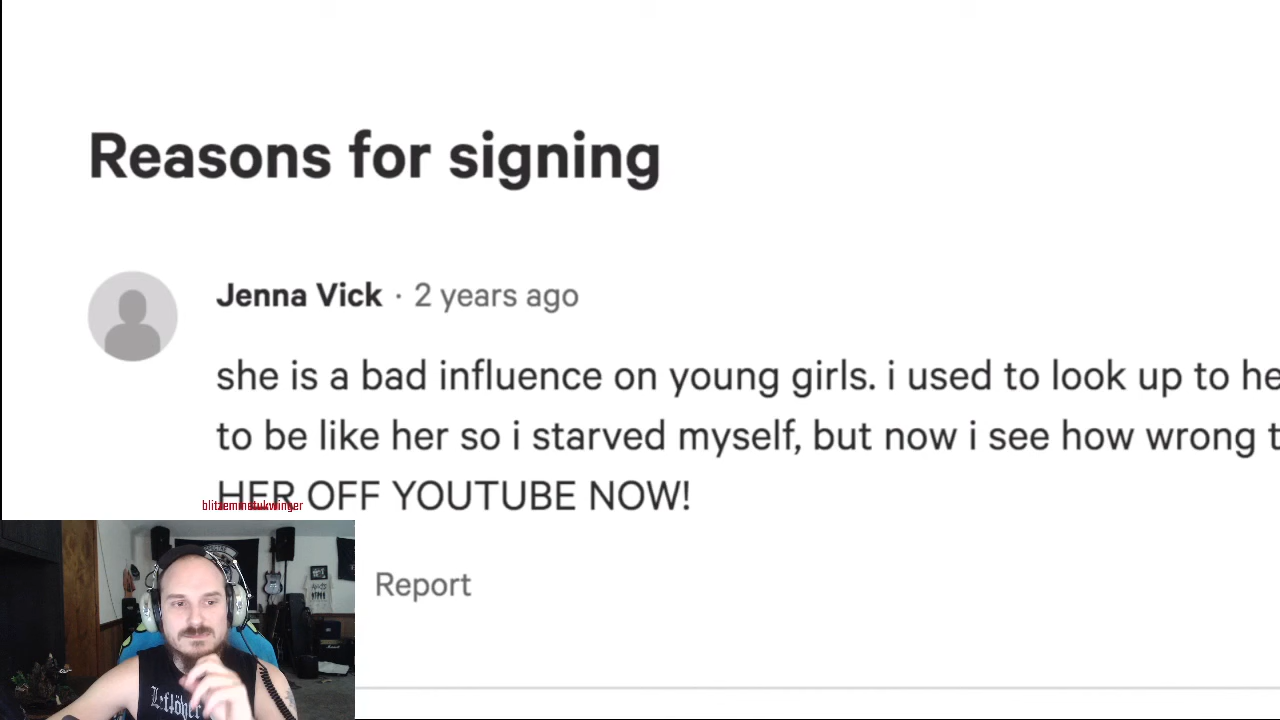 Reasons for signing
Jenna Vick · 2 years ago
she is a bad influence on young girls. i used to look up to he
to be like her so i starved myself, but now i see how wrong t
HER OFF YOUTUBE NOW!
Report